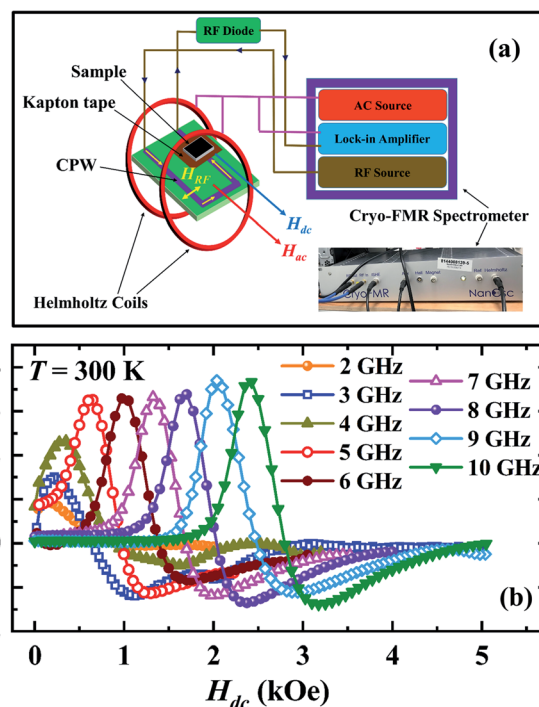 (a)
RF Diode
Sample
Kapton tape
CPW
H_RF
AC Source
Lock-in Amplifier
RF Source
H_dc
H_ac
Cryo-FMR Spectrometer
Helmholtz Coils
NanOsc
T = 300 K
2 GHz
3 GHz
4 GHz
5 GHz
6 GHz
7 GHz
8 GHz
9 GHz
10 GHz
(b)
0 1 2 3 4 5
H_dc (kOe)